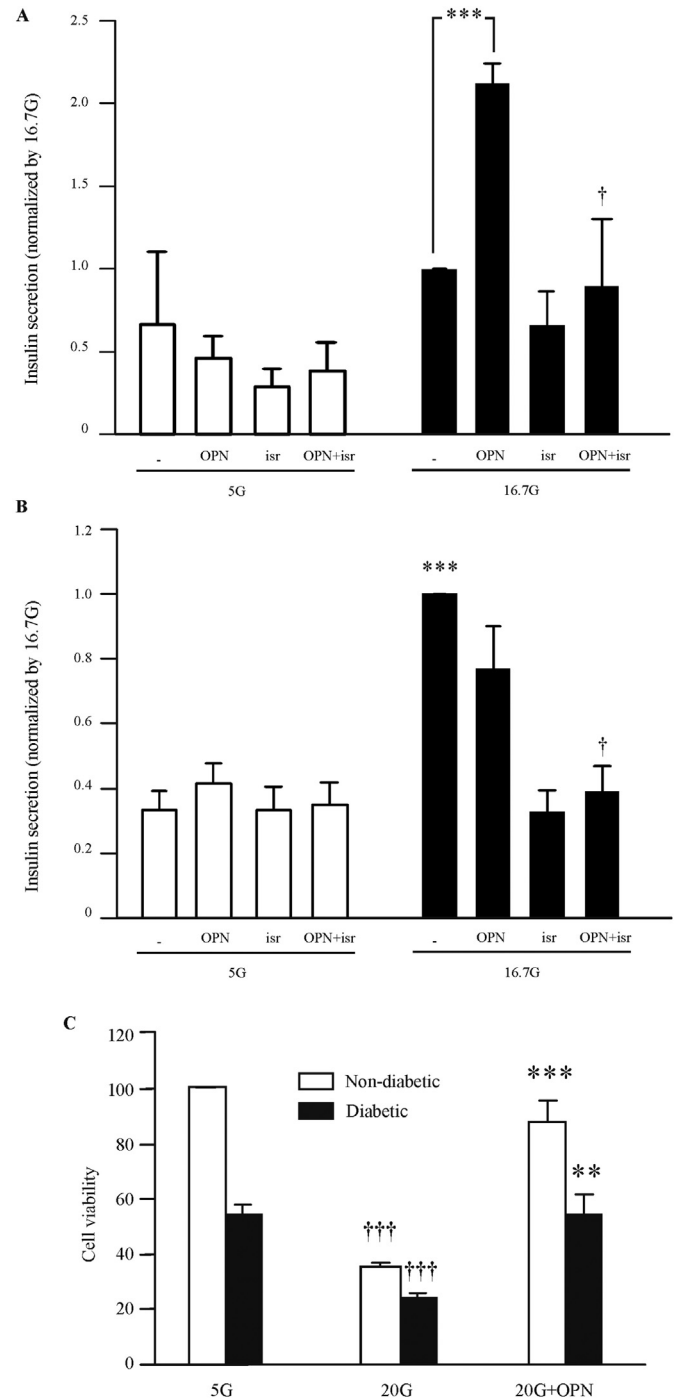 A
Insulin secretion (normalized by 16.7G)
2.5
2.0
1.5
1.0
0.5
0
***
†
- OPN isr OPN+isr - OPN isr OPN+isr
5G 16.7G
B
Insulin secretion (normalized by 16.7G)
1.2
1.0
0.8
0.6
0.4
0.2
0
***
†
- OPN isr OPN+isr - OPN isr OPN+isr
5G 16.7G
C
Cell viability
120
100
80
60
40
20
0
Non-diabetic
Diabetic
†††
†††
***
**
5G 20G 20G+OPN